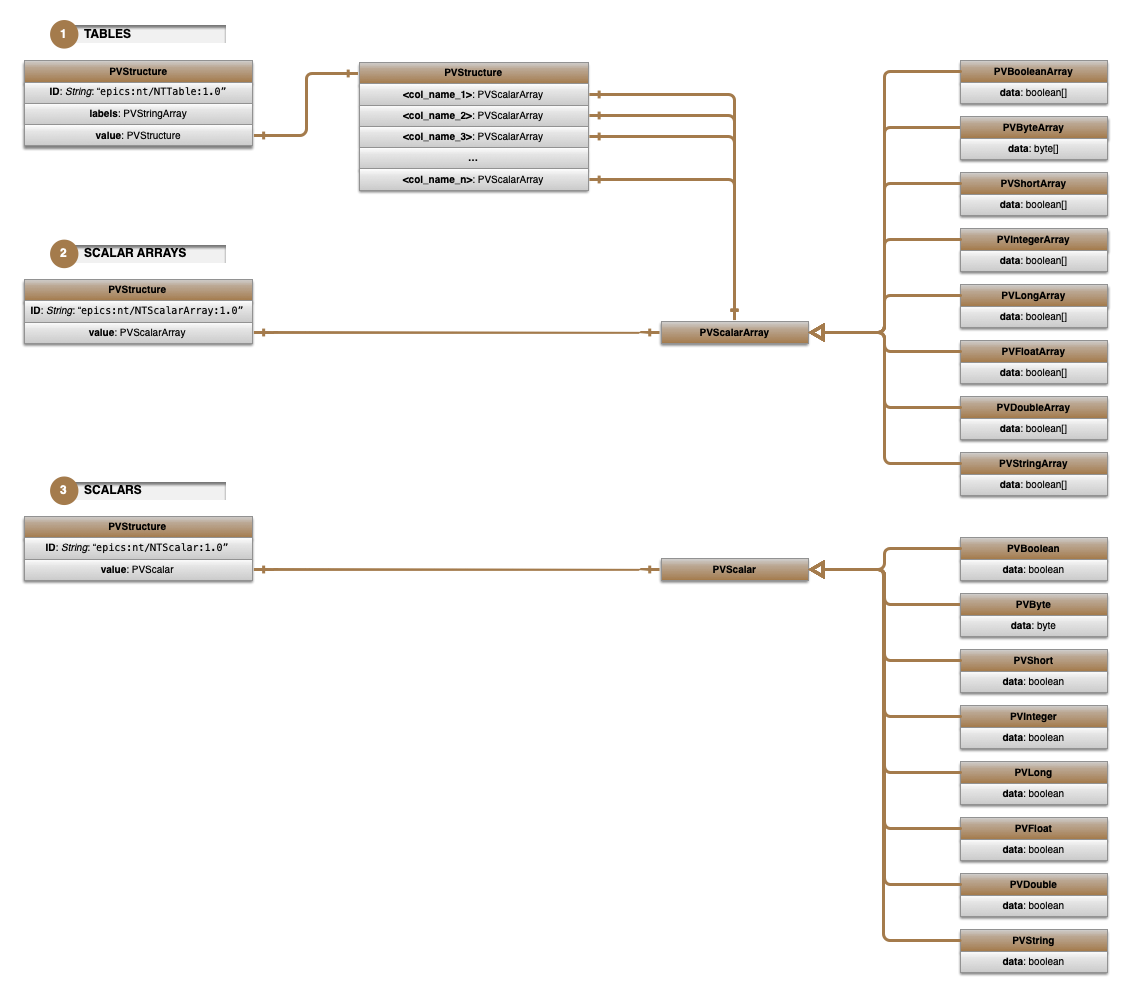 1 TABLES
PVStructure
ID: String: “epics:nt/NTTable:1.0”
labels: PVStringArray
value: PVStructure
PVStructure
<col_name_1>: PVScalarArray
<col_name_2>: PVScalarArray
<col_name_3>: PVScalarArray
...
<col_name_n>: PVScalarArray
2 SCALAR ARRAYS
PVStructure
ID: String: “epics:nt/NTScalarArray:1.0”
value: PVScalarArray
PVScalarArray
PVBooleanArray
data: boolean[]
PVByteArray
data: byte[]
PVShortArray
data: boolean[]
PVIntegerArray
data: boolean[]
PVLongArray
data: boolean[]
PVFloatArray
data: boolean[]
PVDoubleArray
data: boolean[]
PVStringArray
data: boolean[]
3 SCALARS
PVStructure
ID: String: “epics:nt/NTScalar:1.0”
value: PVScalar
PVScalar
PVBoolean
data: boolean
PVByte
data: byte
PVShort
data: boolean
PVInteger
data: boolean
PVLong
data: boolean
PVFloat
data: boolean
PVDouble
data: boolean
PVString
data: boolean